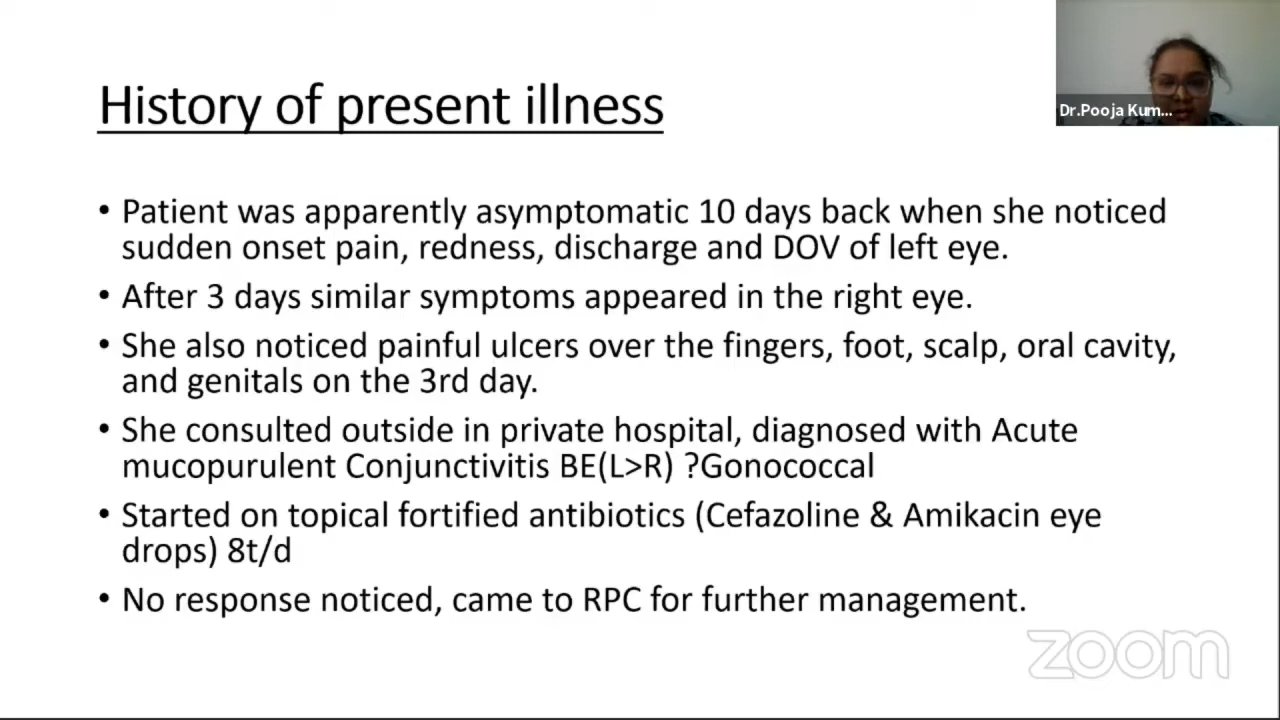 History of present illness
Dr.Pooja Kum...
• Patient was apparently asymptomatic 10 days back when she noticed
sudden onset pain, redness, discharge and DOV of left eye.
• After 3 days similar symptoms appeared in the right eye.
• She also noticed painful ulcers over the fingers, foot, scalp, oral cavity,
and genitals on the 3rd day.
• She consulted outside in private hospital, diagnosed with Acute
mucopurulent Conjunctivitis BE(L>R) ?Gonococcal
• Started on topical fortified antibiotics (Cefazoline & Amikacin eye
drops) 8t/d
• No response noticed, came to RPC for further management.
zoom